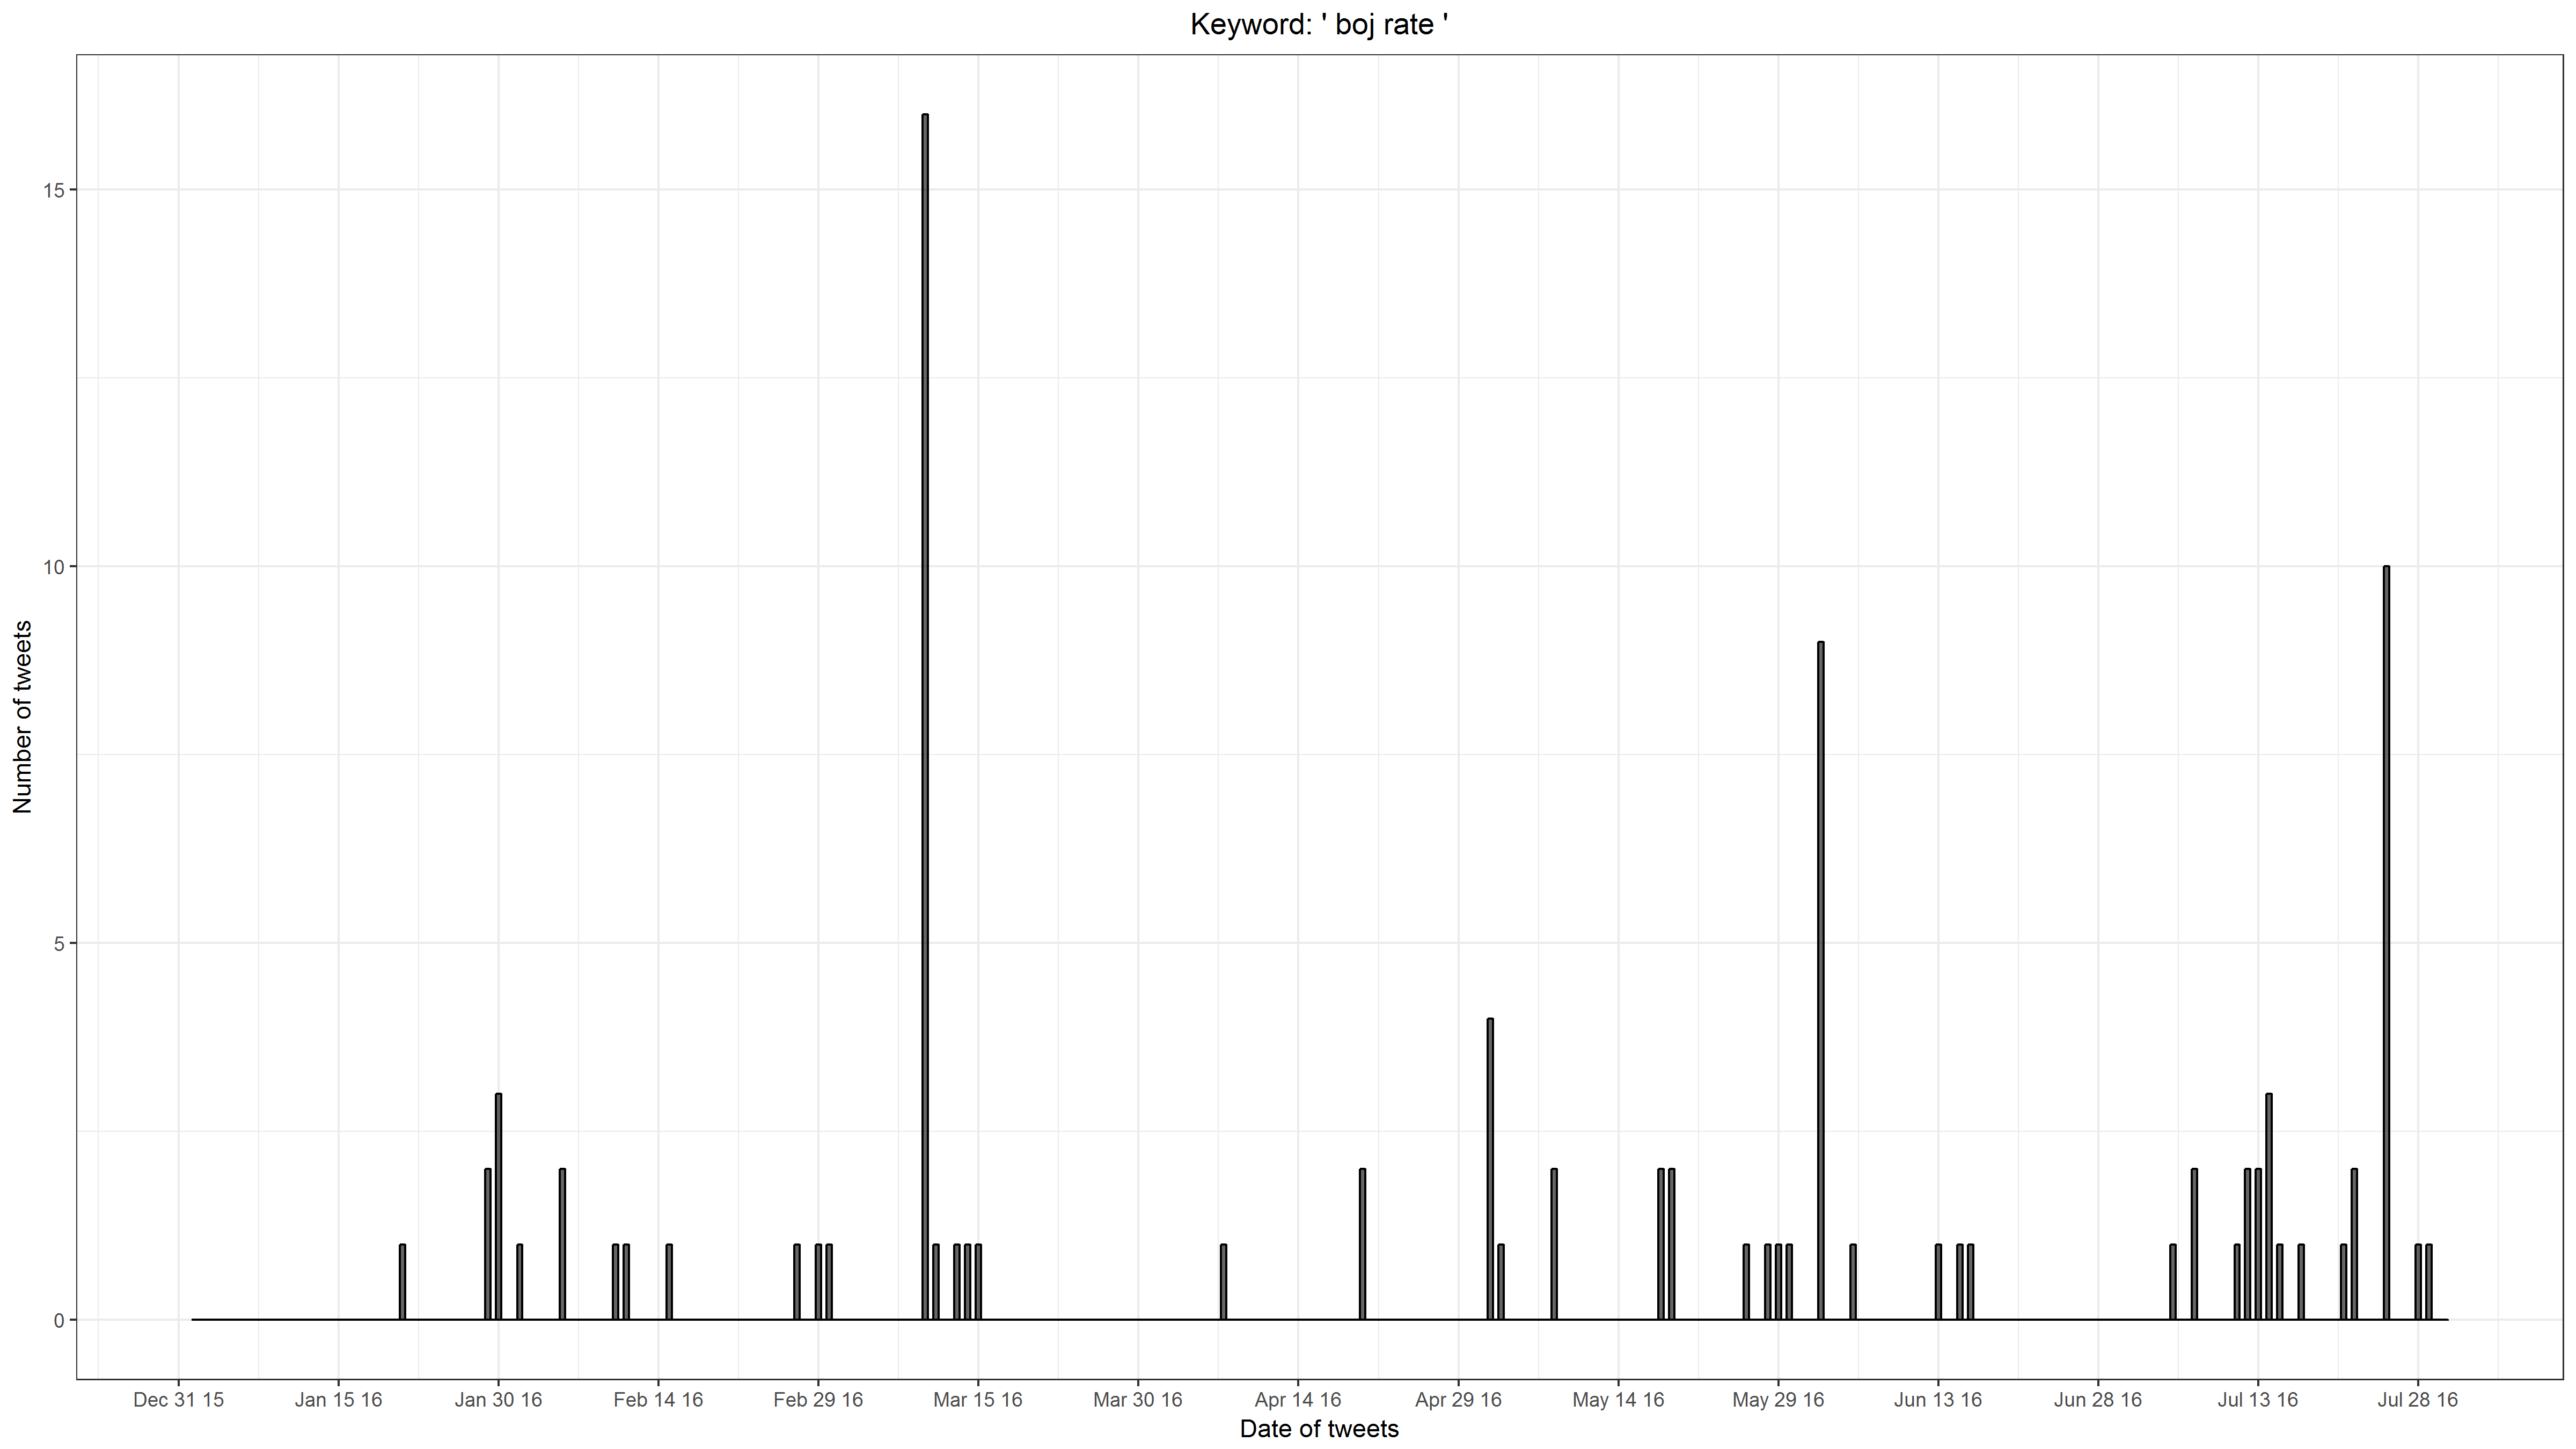 Keyword: ' boj rate '
Number of tweets
15
10
5
0
Dec 31 15 Jan 15 16 Jan 30 16 Feb 14 16 Feb 29 16 Mar 15 16 Mar 30 16 Apr 14 16 Apr 29 16 May 14 16 May 29 16 Jun 13 16 Jun 28 16 Jul 13 16 Jul 28 16
Date of tweets